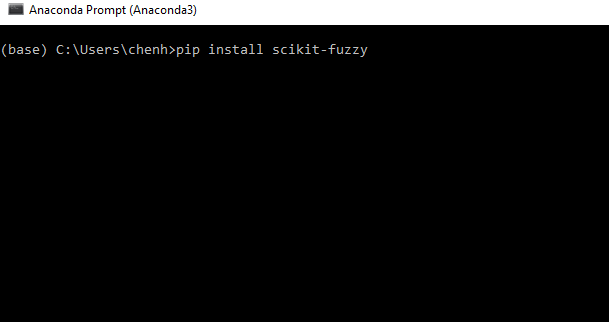 Anaconda Prompt (Anaconda3)
(base) C:\Users\chenh>pip install scikit-fuzzy